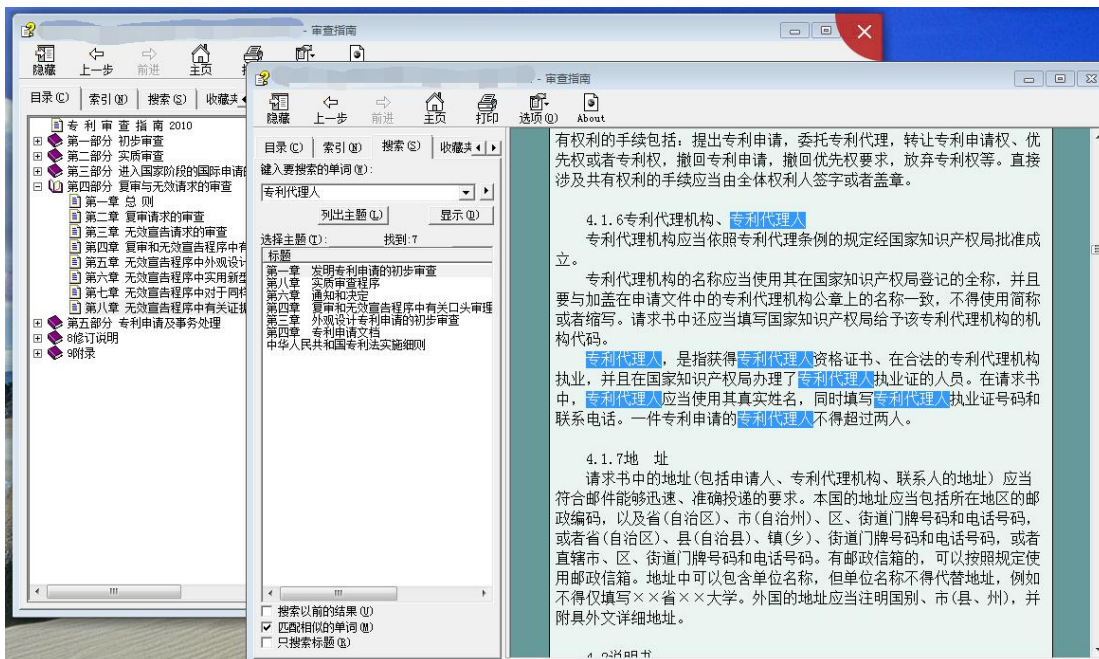 - 审查指南
隐藏 上一步 前进 主页
目录(C) 索引(N) 搜索(S) 收藏夹
专 利 审 查 指 南 2010
第一部分 初步审查
第二部分 实质审查
第三部分 进入国家阶段的国际申请的
第四部分 复审与无效请求的审查
第一章 总 则
第二章 复审请求的审查
第三章 无效宣告请求的审查
第四章 复审和无效宣告程序中有
第五章 无效宣告程序中外观设计
第六章 无效宣告程序中实用新型
第七章 无效宣告程序中对于同样
第八章 无效宣告程序中有关证据
第五部分 专利申请及事务处理
8修订说明
9附录
- 审查指南
隐藏 上一步 前进 主页 打印 选项(O) About
目录(C) 索引(N) 搜索(S) 收藏夹
键入要搜索的单词(W):
专利代理人
列出主题(L) 显示(D)
选择主题(T): 找到:7
标题
第一章 发明专利申请的初步审查
第八章 实质审查程序
第六章 通知和决定
第四章 复审和无效宣告程序中有关口头审理
第三章 外观设计专利申请的初步审查
第四章 专利申请文档
中华人民共和国专利法实施细则
搜索以前的结果(U)
匹配相似的单词(M)
只搜索标题(R)
有权利的手续包括：提出专利申请，委托专利代理，转让专利申请权、优
先权或者专利权，撤回专利申请，撤回优先权要求，放弃专利权等。直接
涉及共有权利的手续应当由全体权利人签字或者盖章。
4.1.6专利代理机构、专利代理人
专利代理机构应当依照专利代理条例的规定经国家知识产权局批准成
立。
专利代理机构的名称应当使用其在国家知识产权局登记的全称，并且
要与加盖在申请文件中的专利代理机构公章上的名称一致，不得使用简称
或者缩写。请求书中还应当填写国家知识产权局给予该专利代理机构的机
构代码。
专利代理人，是指获得专利代理人资格证书、在合法的专利代理机构
执业，并且在国家知识产权局办理了专利代理人执业证的人员。在请求书
中，专利代理人应当使用其真实姓名，同时填写专利代理人执业证号码和
联系电话。一件专利申请的专利代理人不得超过两人。
4.1.7地 址
请求书中的地址(包括申请人、专利代理机构、联系人的地址) 应当
符合邮件能够迅速、准确投递的要求。本国的地址应当包括所在地区的邮
政编码，以及省(自治区)、市(自治州)、区、街道门牌号码和电话号码，
或者省(自治区)、县(自治县)、镇(乡)、街道门牌号码和电话号码，或者
直辖市、区、街道门牌号码和电话号码。有邮政信箱的，可以按照规定使
用邮政信箱。地址中可以包含单位名称，但单位名称不得代替地址，例如
不得仅填写××省××大学。外国的地址应当注明国别、市(县、州)，并
附具外文详细地址。
4.2说明书